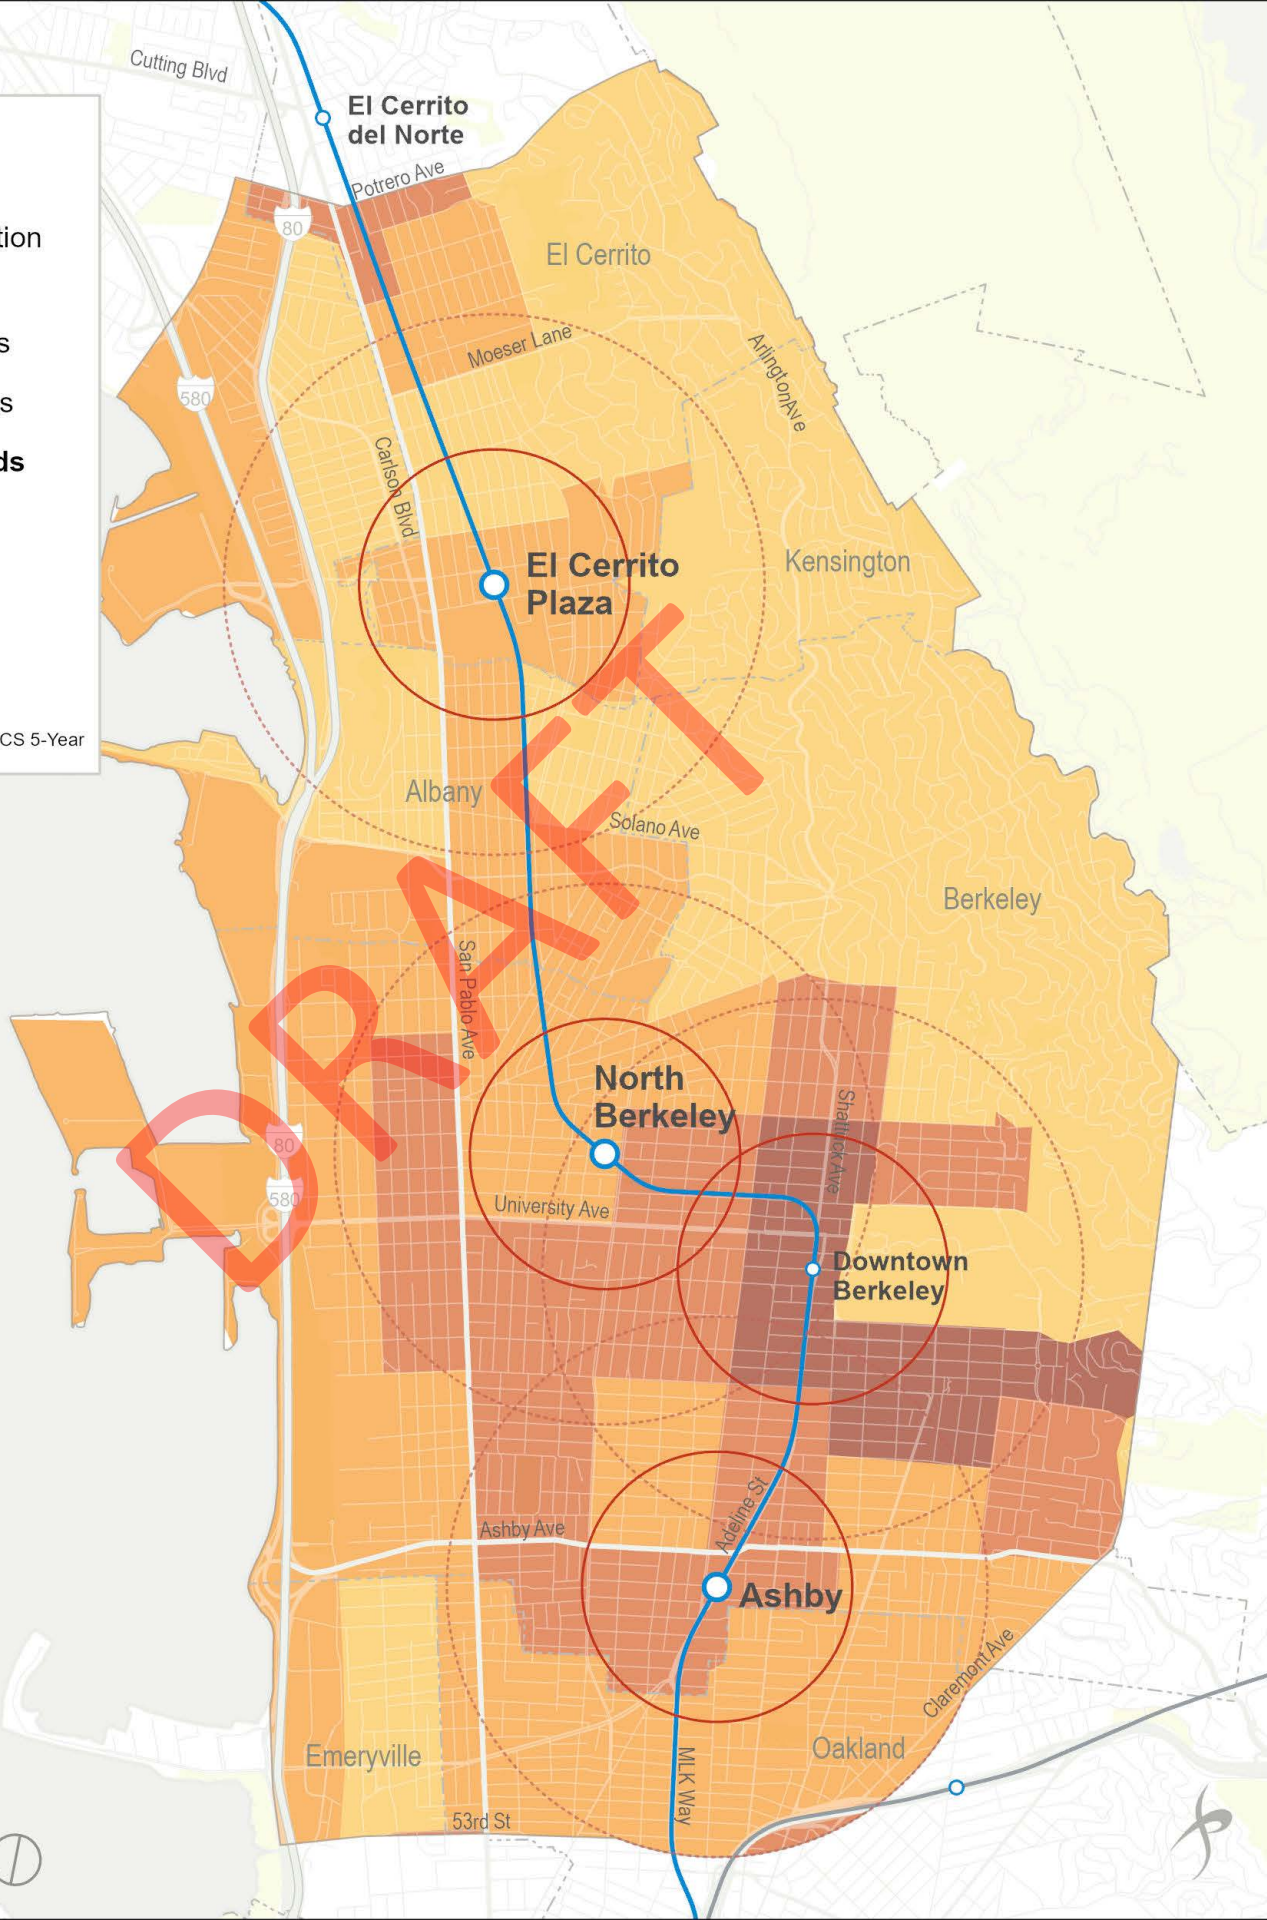 Cutting Blvd
El Cerrito
del Norte
Potrero Ave
80
tion
El Cerrito
s
Moeser Lane
Arlington Ave
580
s
Carlson Blvd
ds
Kensington
El Cerrito
Plaza
CS 5-Year
Albany
Solano Ave
Berkeley
DRAFT
San Pablo Ave
North
Berkeley
Shattuck Ave
80
580
University Ave
Downtown
Berkeley
Adeline St
Ashby Ave
Ashby
Claremont Ave
Emeryville
Oakland
MLK Way
53rd St